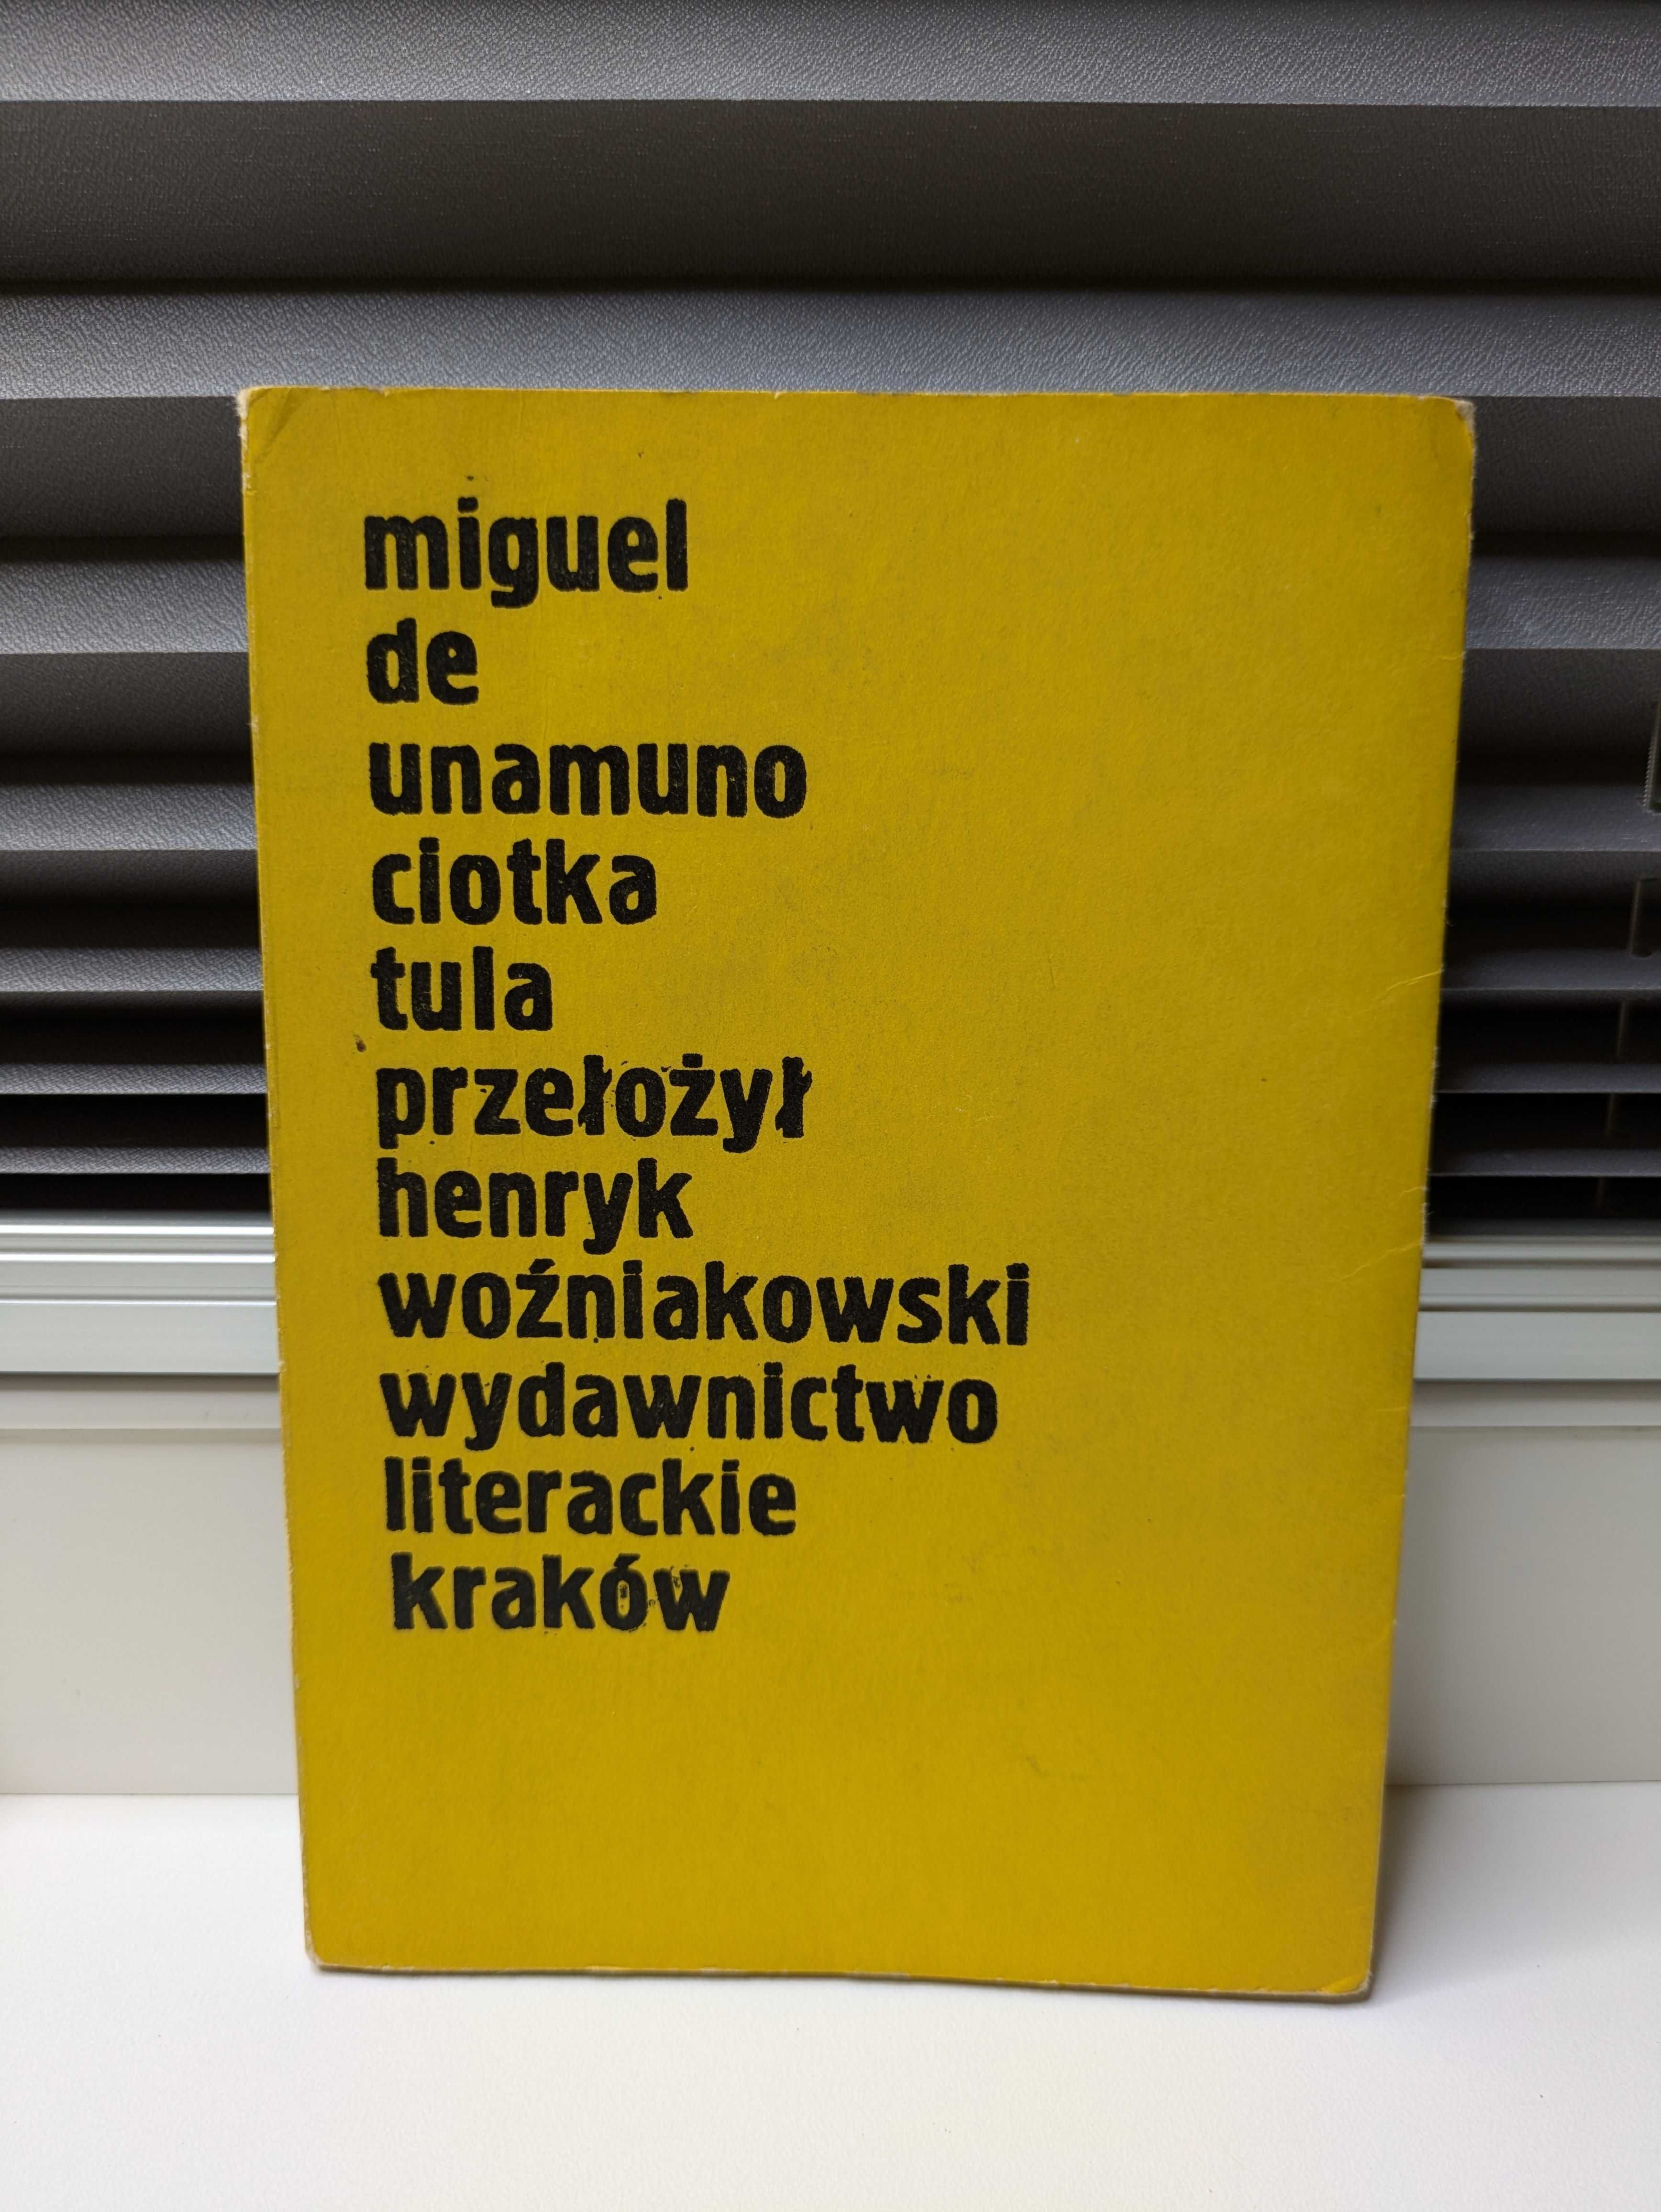 miguel
de
unamuno
ciotka
tula
przełożył
henryk
woźniakowski
wydawnictwo
literackie
kraków